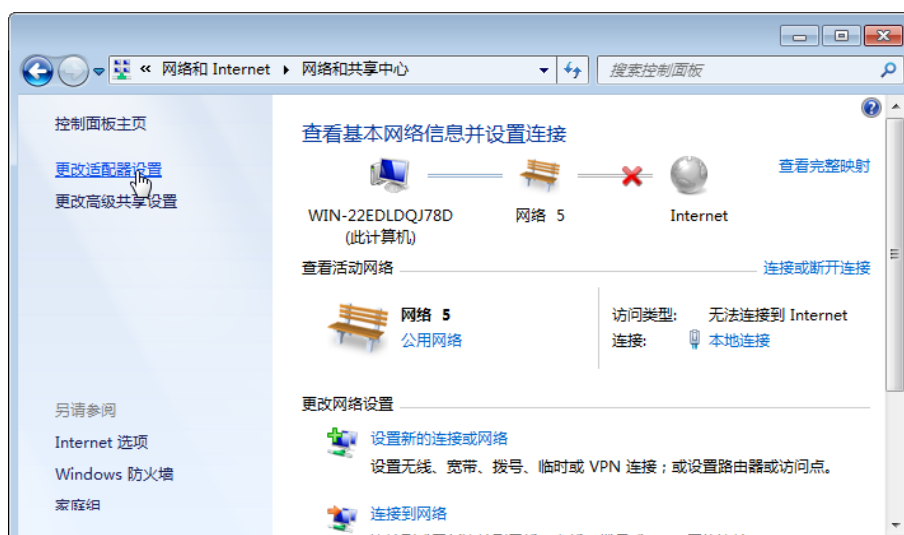 « 网络和 Internet ▸ 网络和共享中心
搜索控制面板
控制面板主页
更改适配器设置
更改高级共享设置
查看基本网络信息并设置连接
查看完整映射
WIN-22EDLDQJ78D
(此计算机)
网络 5
Internet
查看活动网络
连接或断开连接
网络 5
公用网络
访问类型: 无法连接到 Internet
连接: 本地连接
更改网络设置
设置新的连接或网络
设置无线、宽带、拨号、临时或 VPN 连接；或设置路由器或访问点。
连接到网络
另请参阅
Internet 选项
Windows 防火墙
家庭组